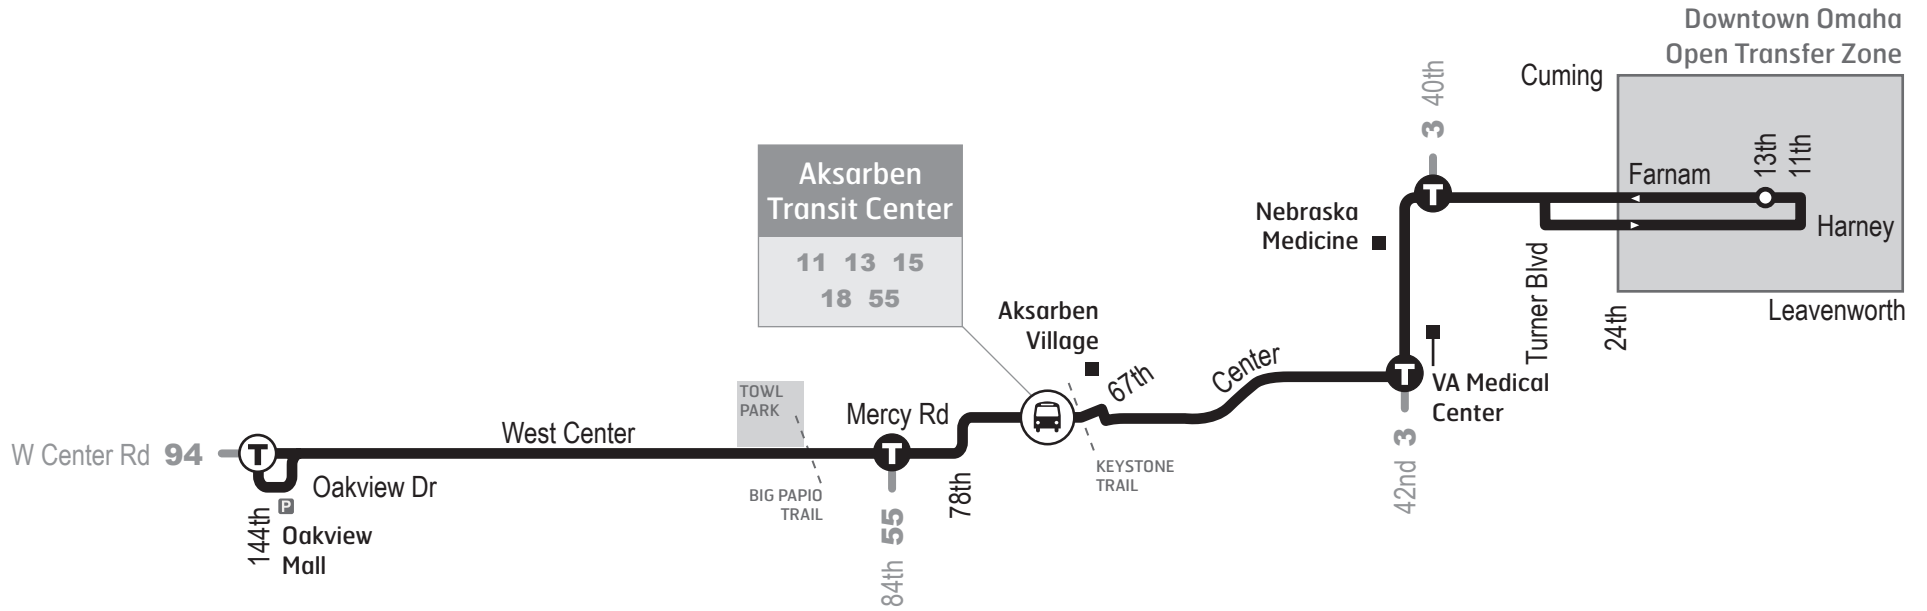 Downtown Omaha
Open Transfer Zone
Cuming
3 40th
13th
11th
Farnam
Harney
Aksarben
Transit Center
11 13 15
18 55
Nebraska
Medicine
Turner Blvd
24th
Leavenworth
Aksarben
Village
67th
Center
T
T
VA Medical
Center
42nd 3
TOWL
PARK
Mercy Rd
West Center
W Center Rd 94
T
T
Oakview Dr
P
144th
Oakview
Mall
BIG PAPIO
TRAIL
84th 55
78th
KEYSTONE
TRAIL